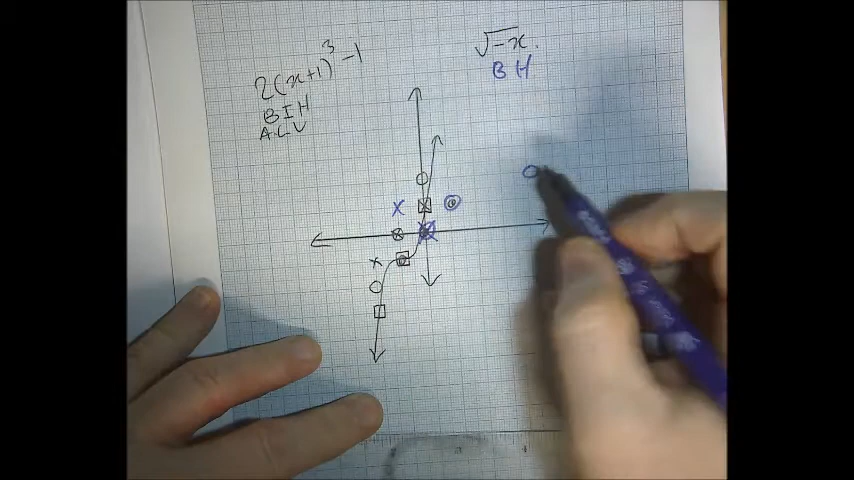 2(x+1)³-1
BIH
ALV
√-x.
BH